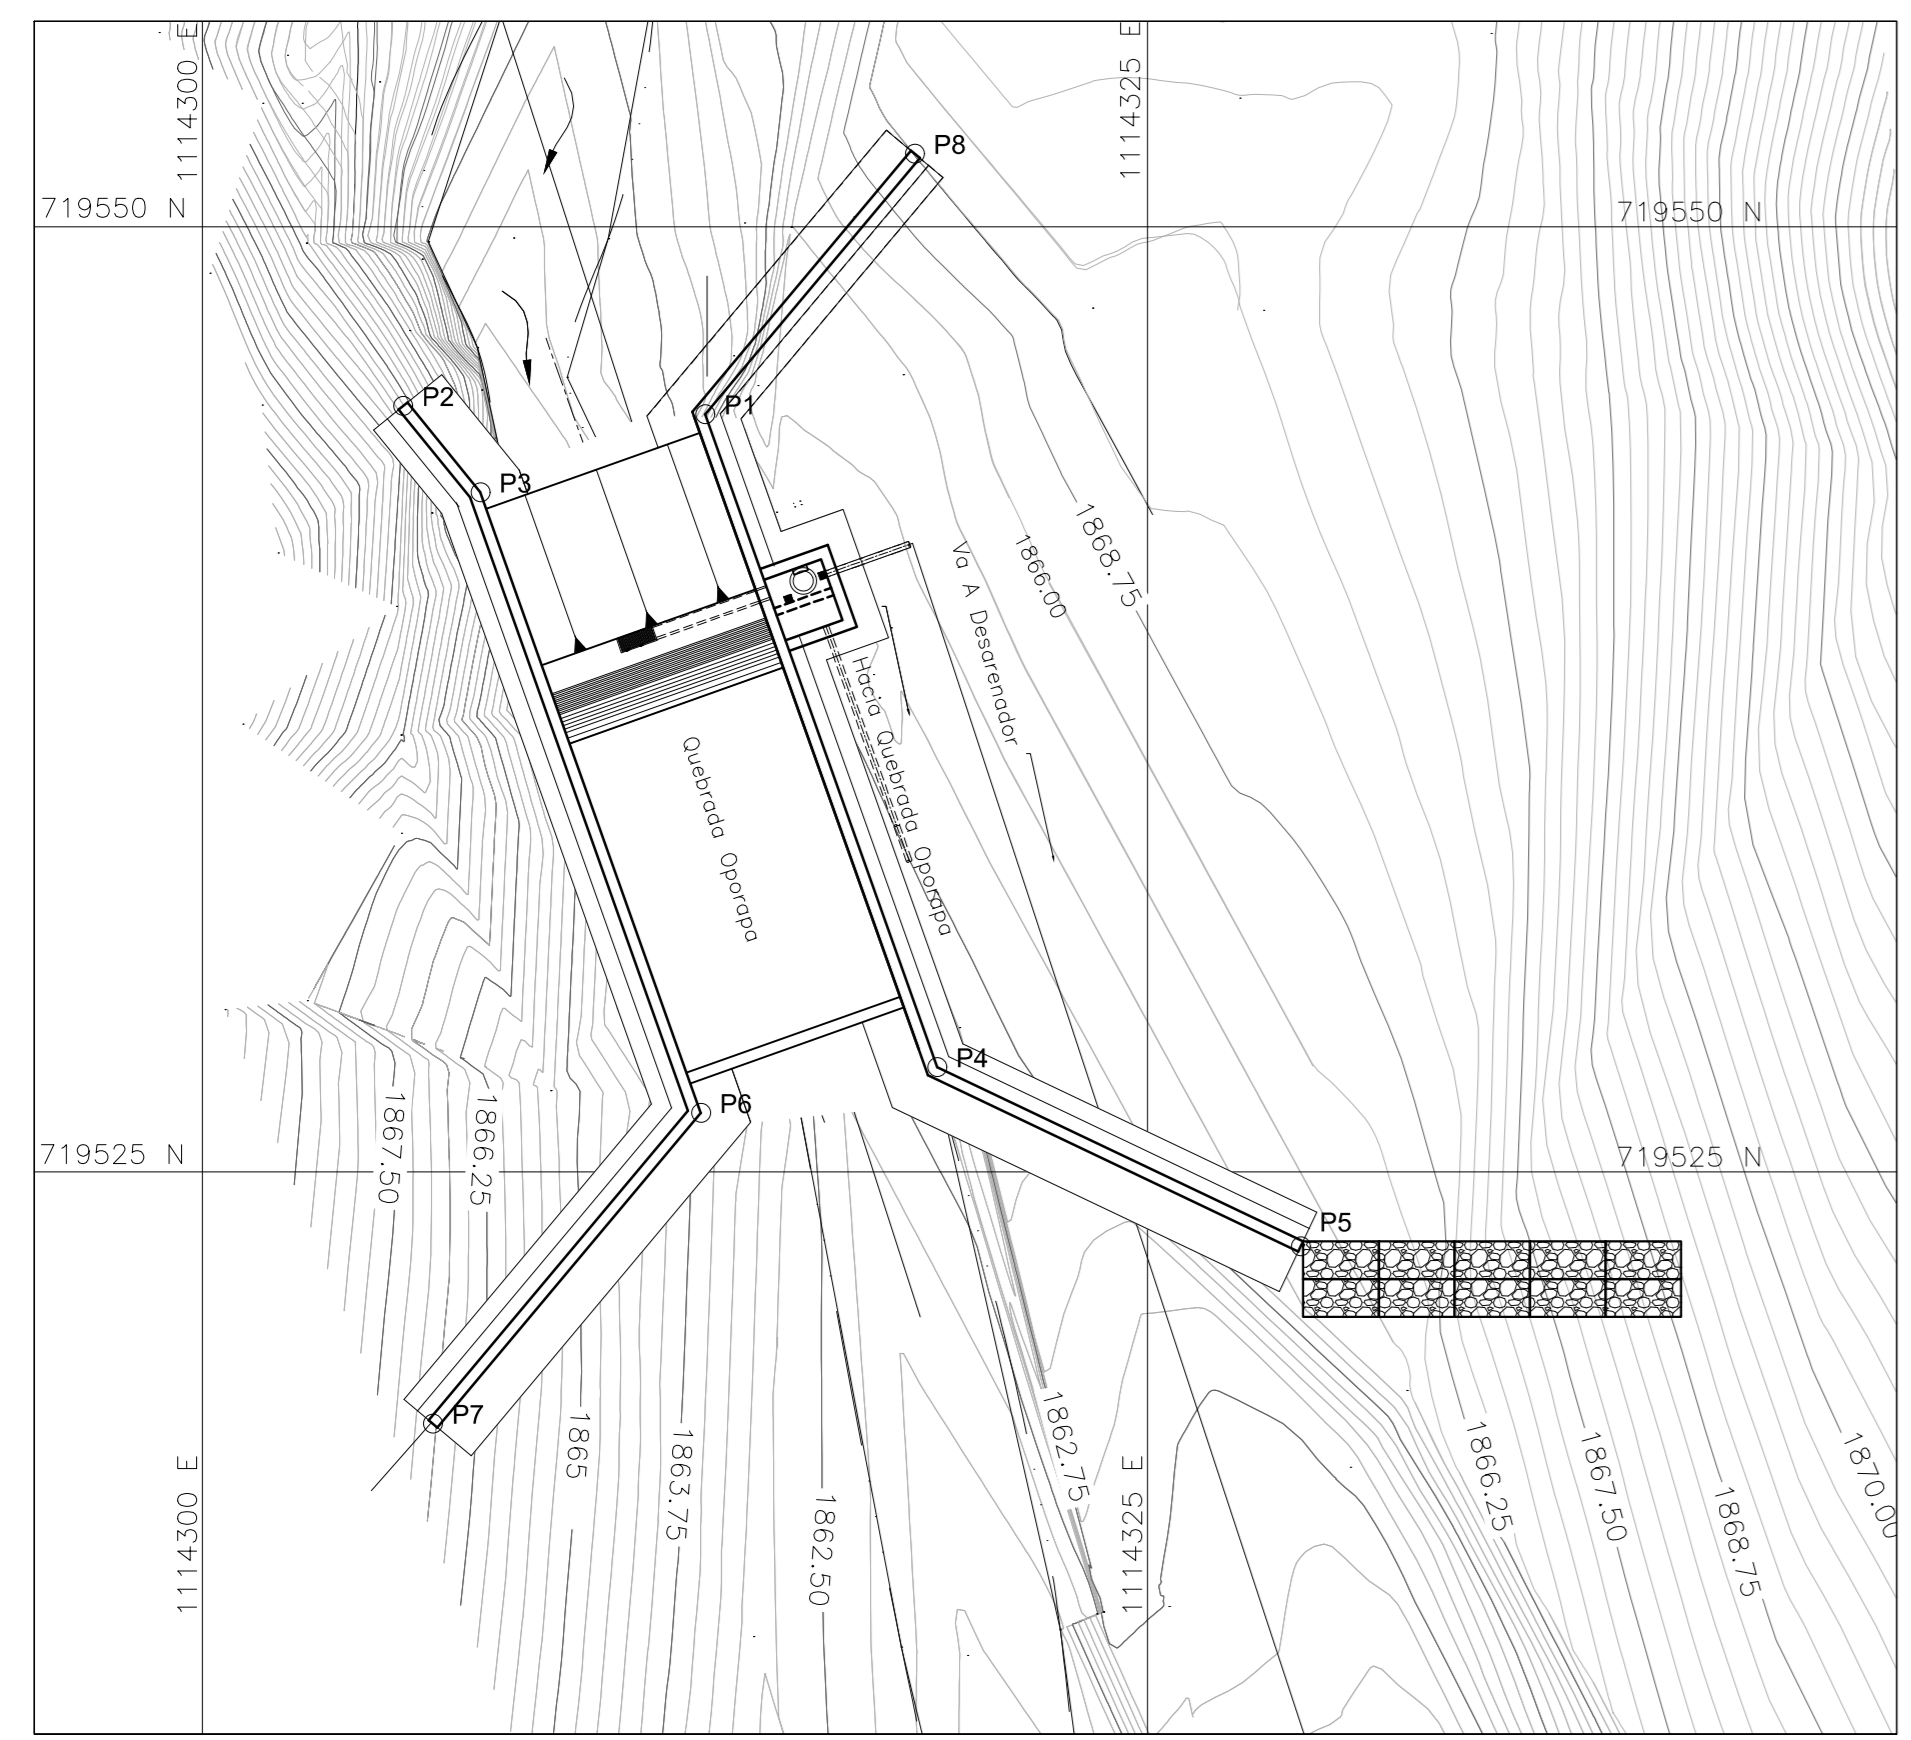 1114300 E
1114325 E
P8
719550 N
719550 N
P2
P1
P3
1868.75
1866.00
Va A Desarenador
Hacia Quebrada Oporapa
Quebrada Oporapa
P4
P6
1867.50
1866.25
719525 N
719525 N
P5
P7
1865
1863.75
1862.50
1862.75
1866.25
1867.50
1868.75
1870.00
1114300 E
1114325 E